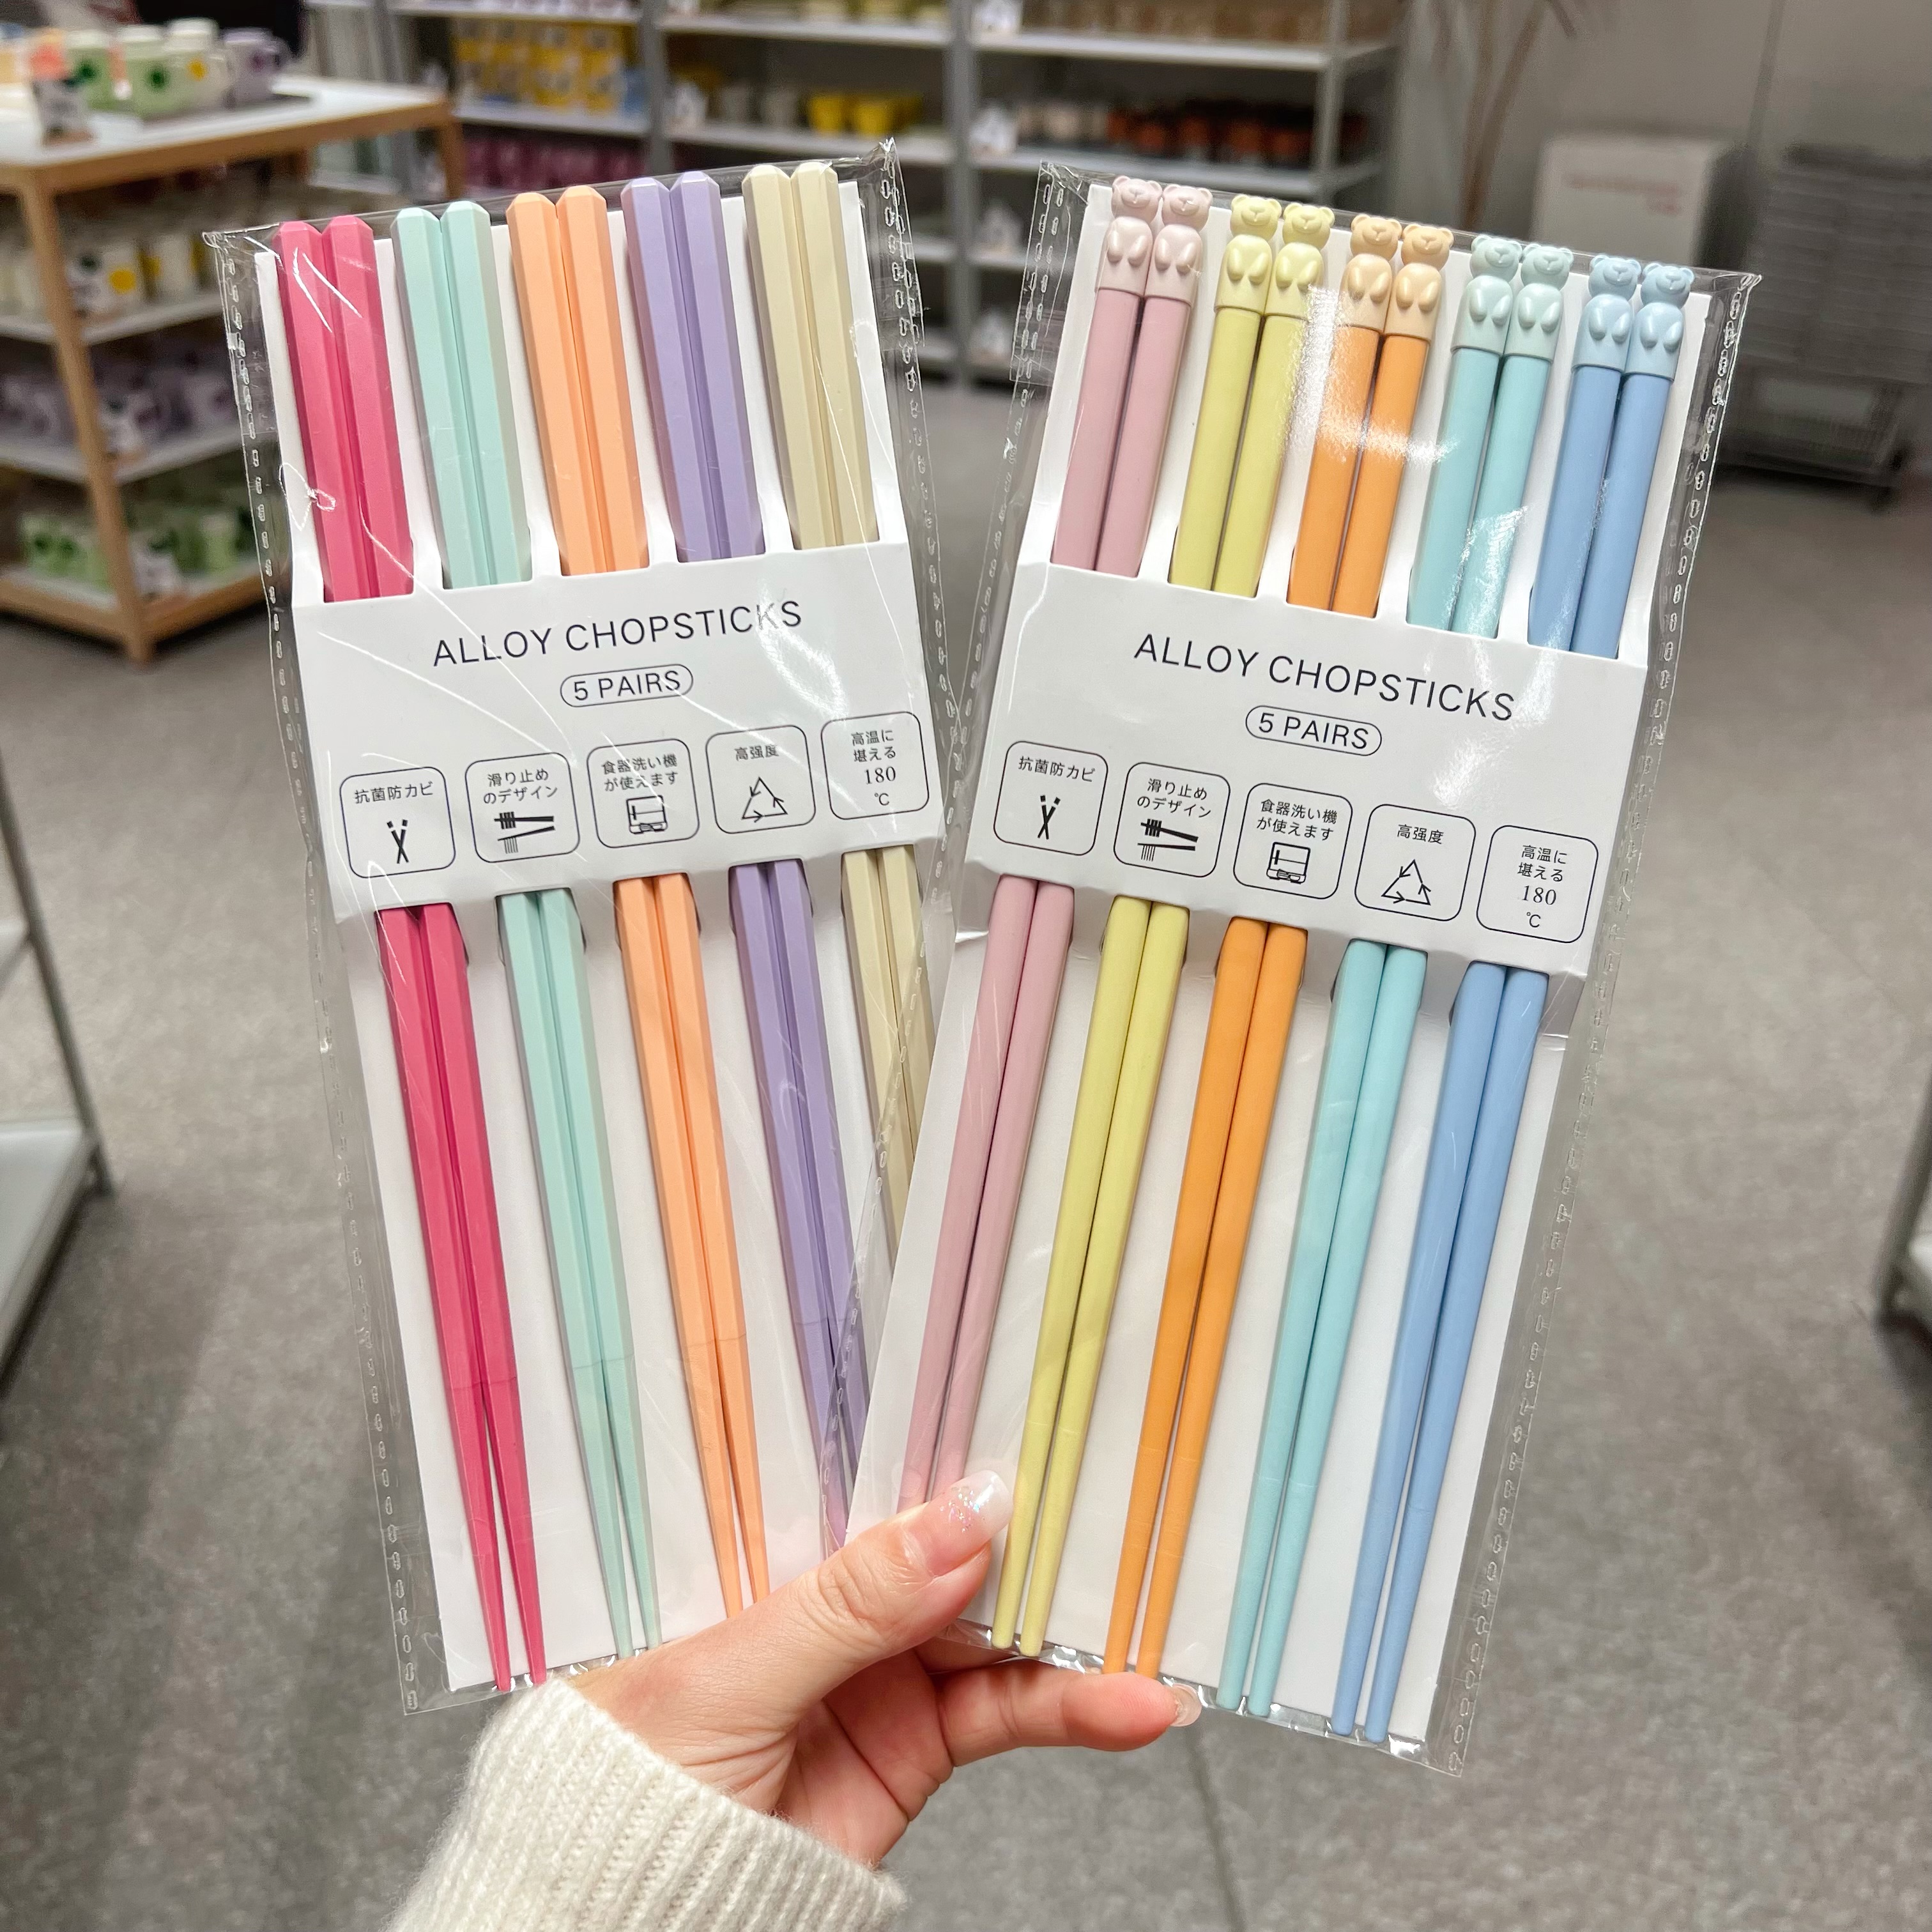 ALLOY CHOPSTICKS
5 PAIRS
抗菌防カビ
滑り止め
のデザイン
食器洗い機
が使えます
高强度
高温に
堪える
180
℃
ALLOY CHOPSTICKS
5 PAIRS
抗菌防カビ
滑り止め
のデザイン
食器洗い機
が使えます
高强度
高温に
堪える
180
℃